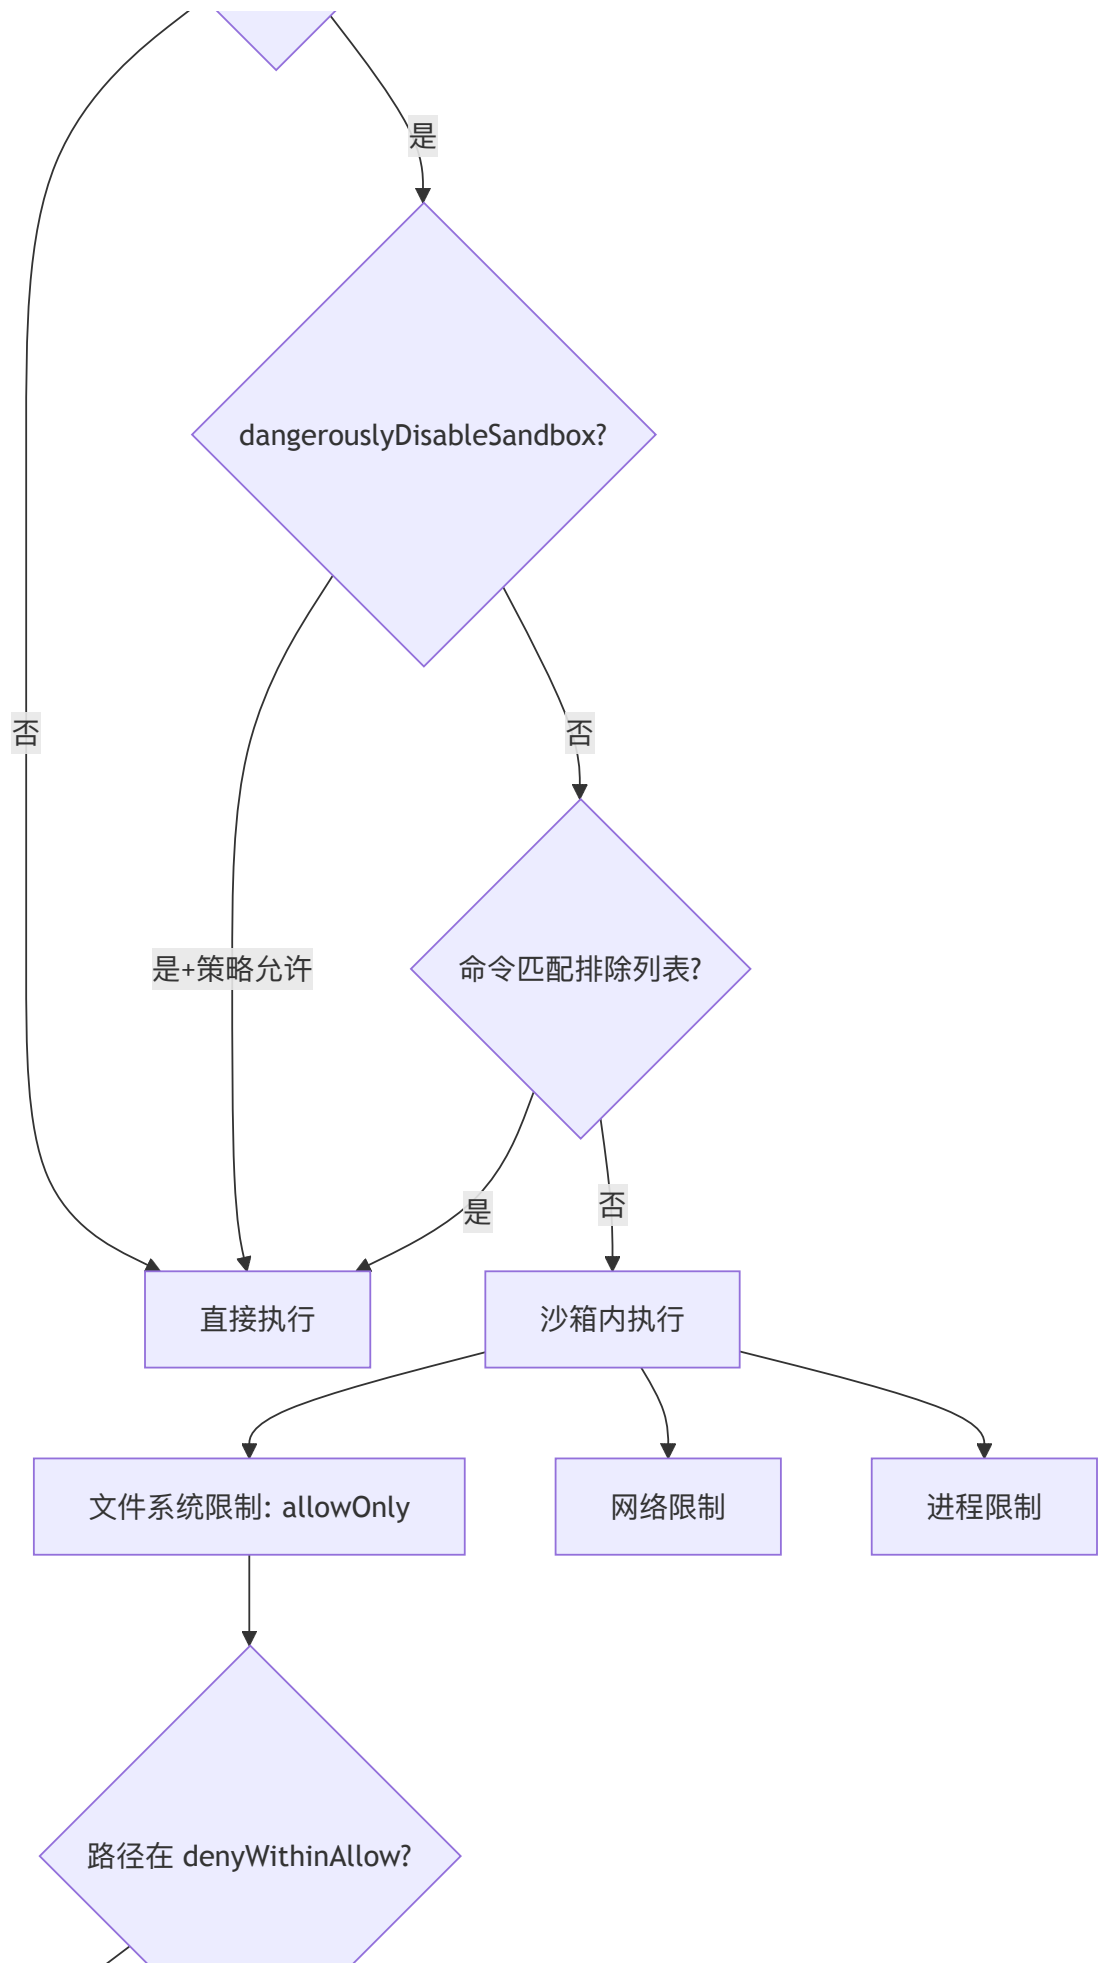 是
dangerouslyDisableSandbox?
否
否
是+策略允许
命令匹配排除列表?
是
否
直接执行
沙箱内执行
文件系统限制: allowOnly
网络限制
进程限制
路径在 denyWithinAllow?